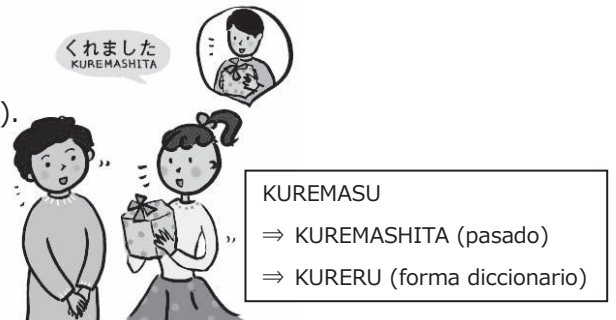 くれました
KUREMASHITA
).
KUREMASU
⇒ KUREMASHITA (pasado)
⇒ KURERU (forma diccionario)